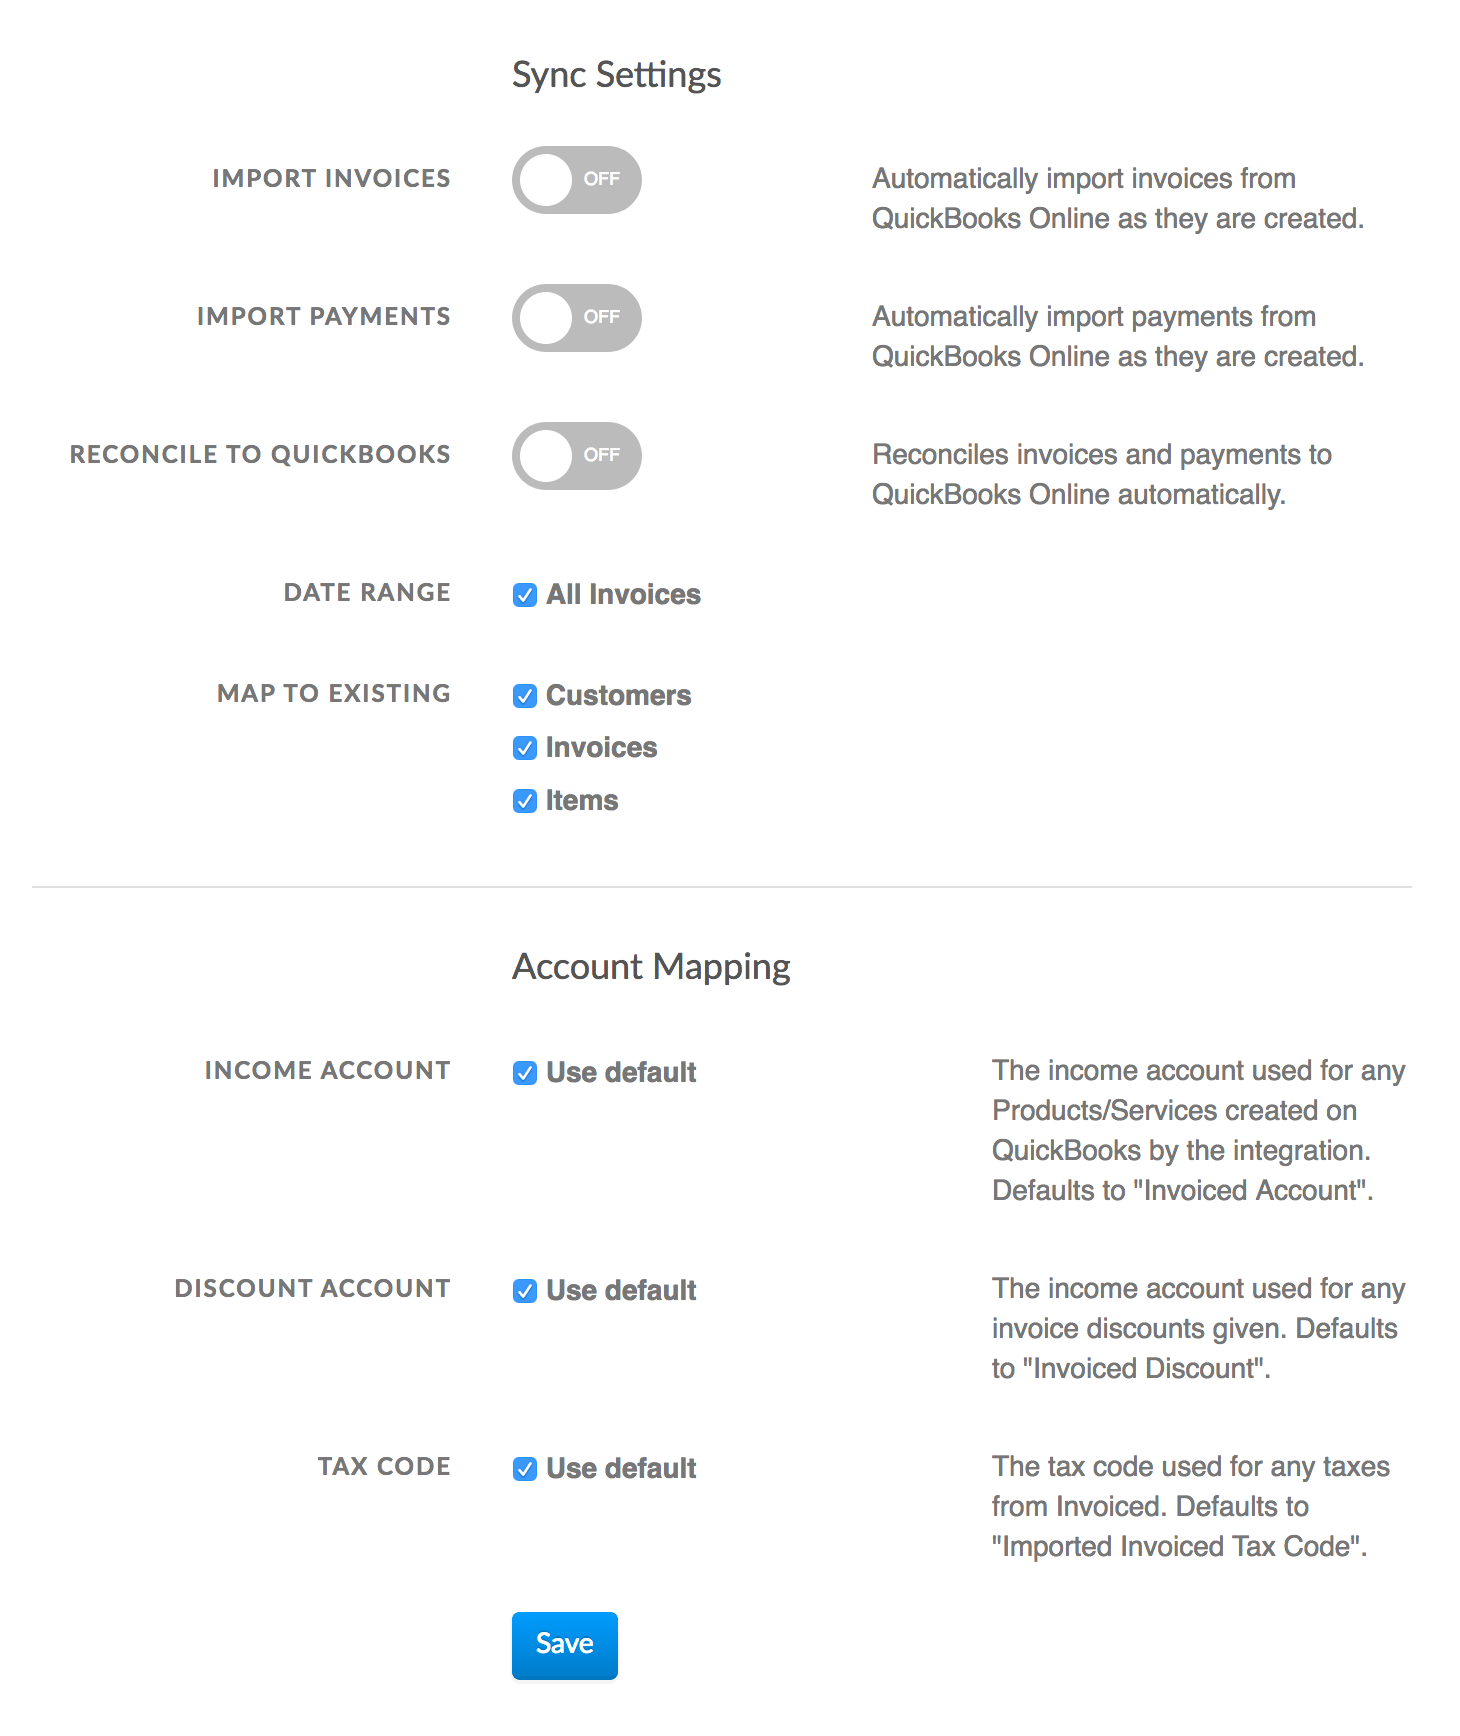 Sync Settings
IMPORT INVOICES
OFF
Automatically import invoices from
QuickBooks Online as they are created.
IMPORT PAYMENTS
OFF
Automatically import payments from
QuickBooks Online as they are created.
RECONCILE TO QUICKBOOKS
OFF
Reconciles invoices and payments to
QuickBooks Online automatically.
DATE RANGE
All Invoices
MAP TO EXISTING
Customers
Invoices
Items
Account Mapping
INCOME ACCOUNT
Use default
The income account used for any
Products/Services created on
QuickBooks by the integration.
Defaults to "Invoiced Account".
DISCOUNT ACCOUNT
Use default
The income account used for any
invoice discounts given. Defaults
to "Invoiced Discount".
TAX CODE
Use default
The tax code used for any taxes
from Invoiced. Defaults to
"Imported Invoiced Tax Code".
Save